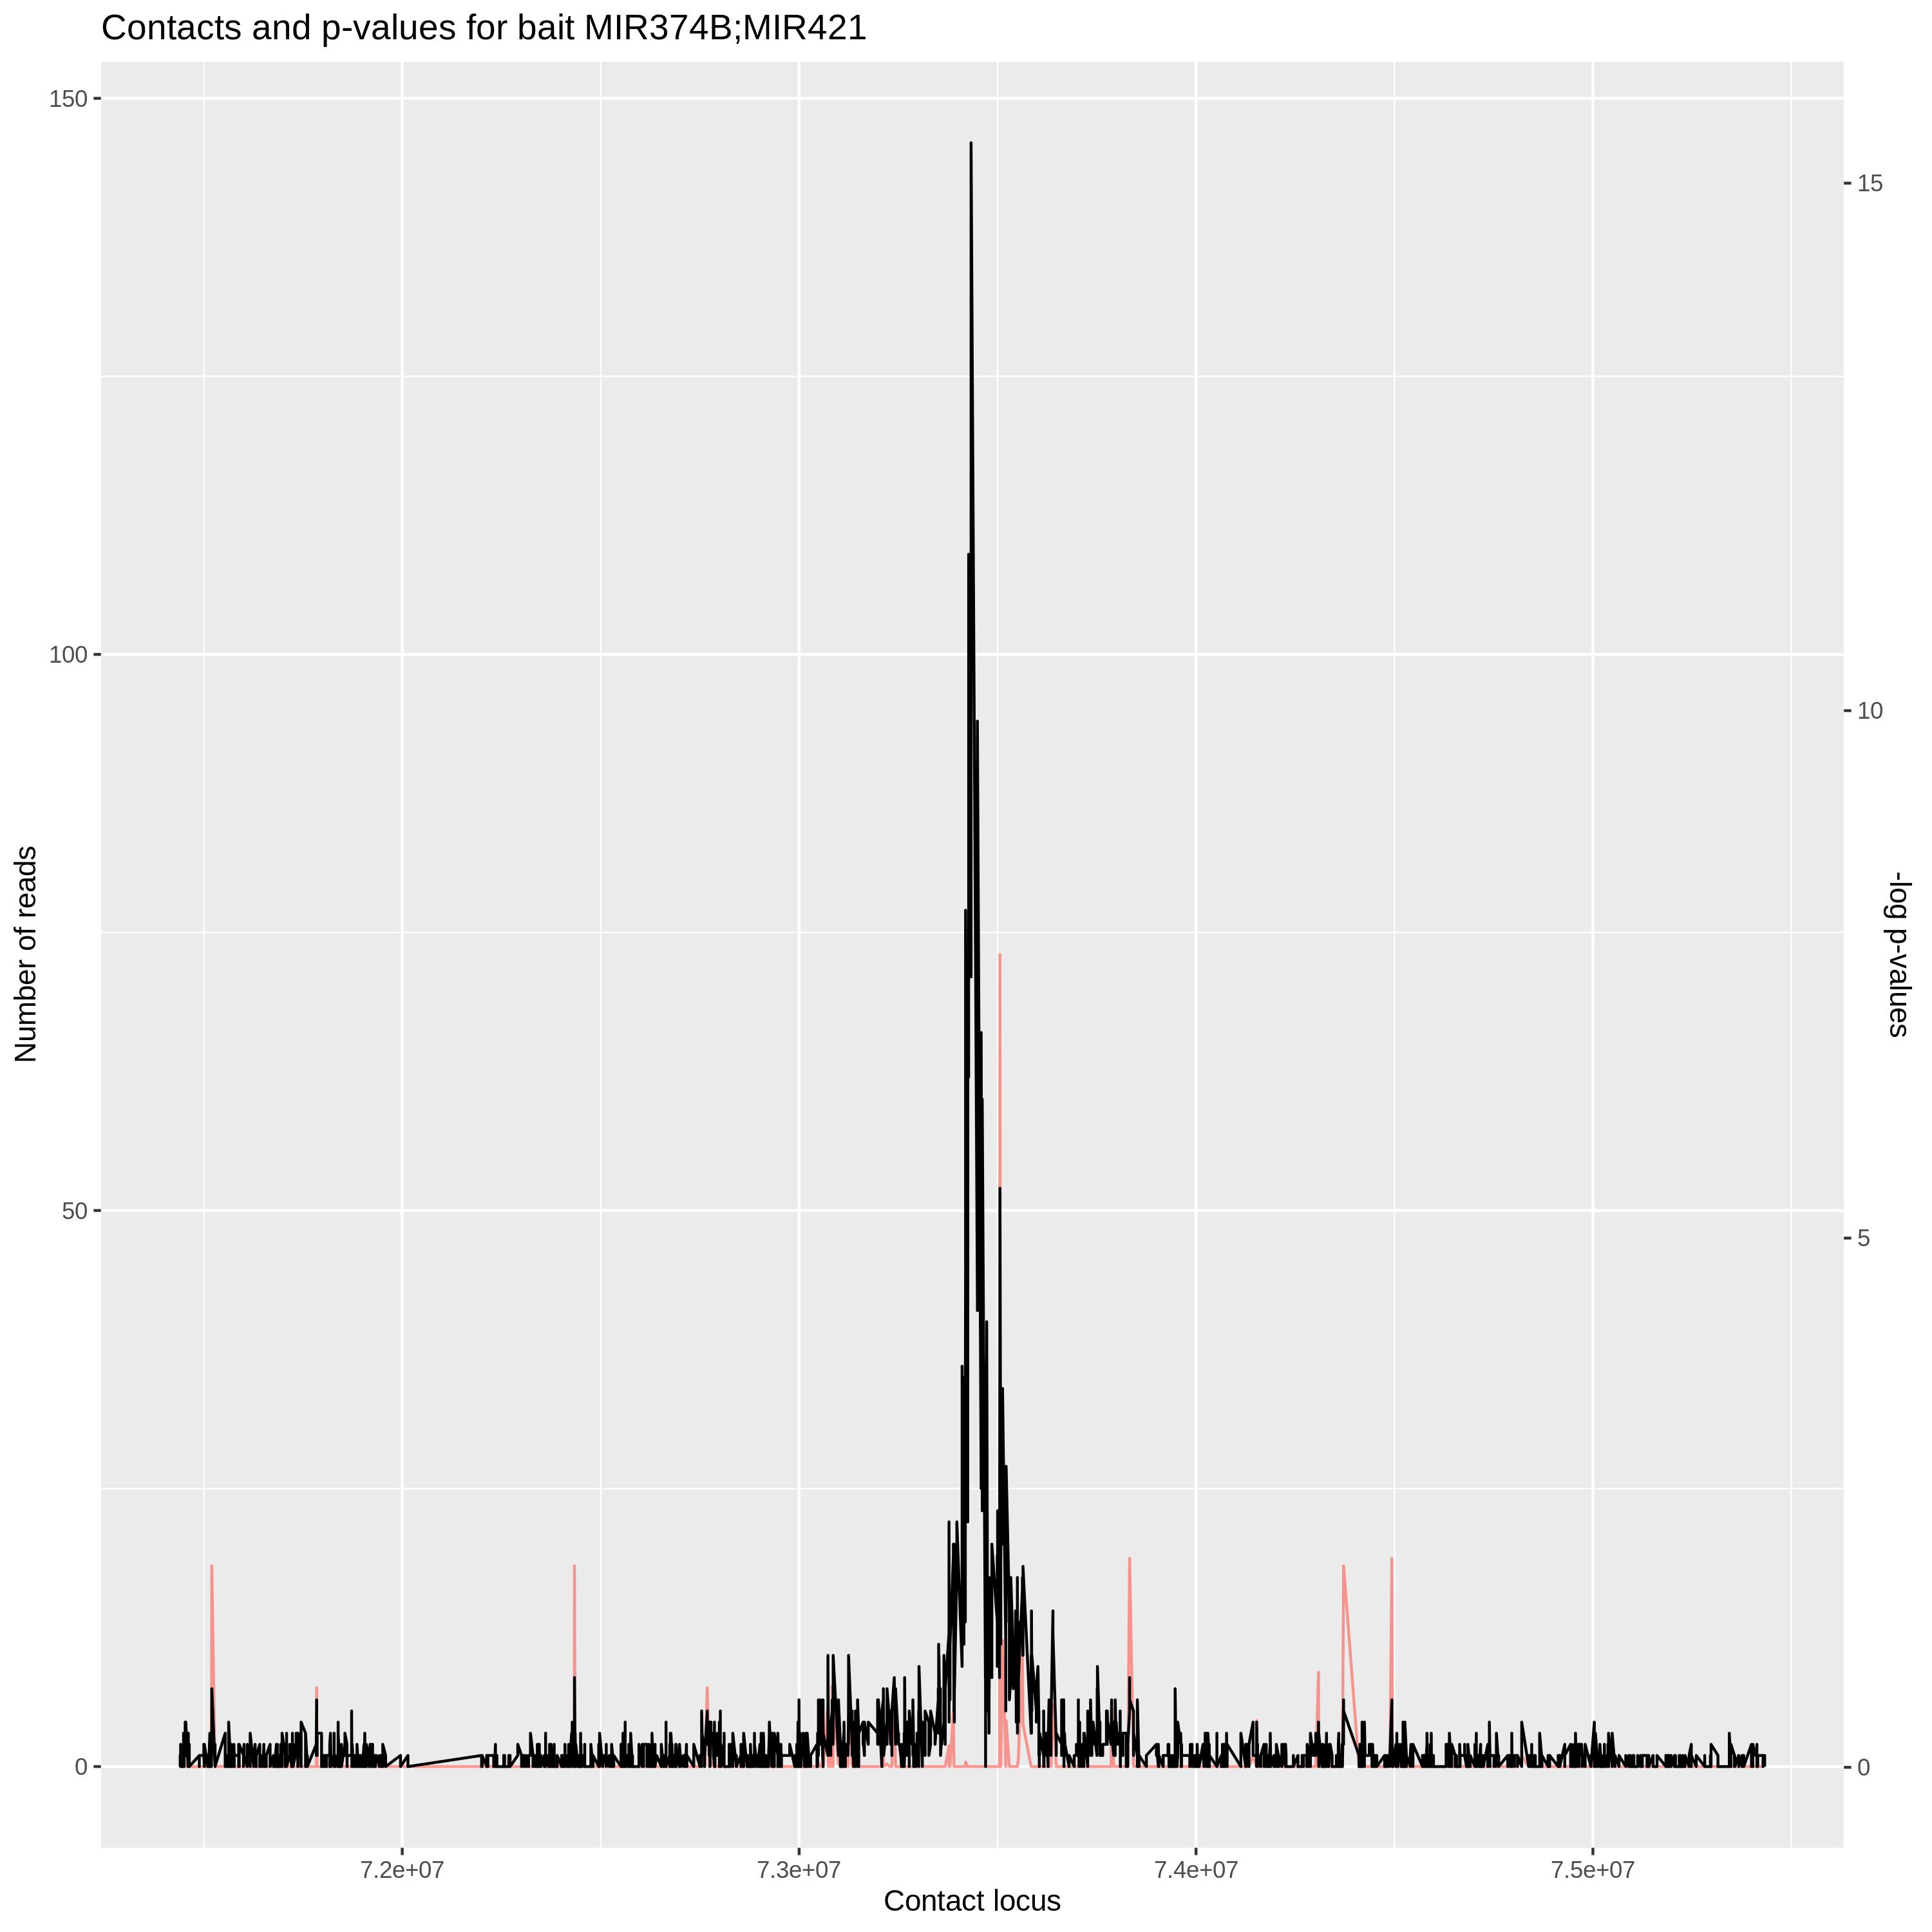 Contacts and p-values for bait MIR374B;MIR421
150
100
50
0
Number of reads
15
10
5
0
-log p-values
7.2e+07
7.3e+07
7.4e+07
7.5e+07
Contact locus